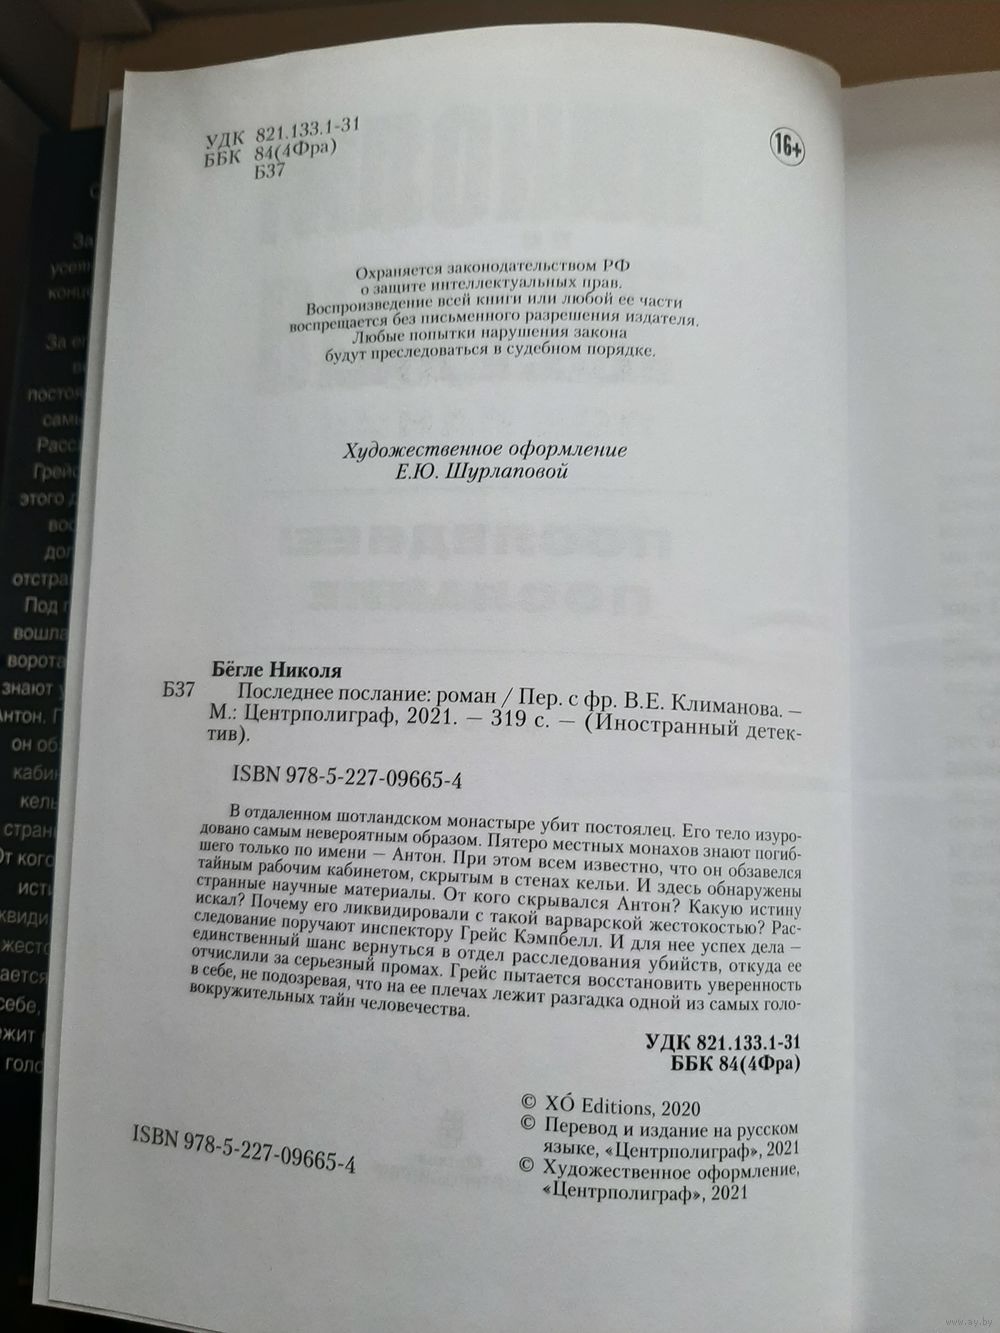 УДК 821.133.1-31
ББК 84(4Фра)
Б37
16+
Охраняется законодательством РФ
о защите интеллектуальных прав.
Воспроизведение всей книги или любой ее части
воспрещается без письменного разрешения издателя.
Любые попытки нарушения закона
будут преследоваться в судебном порядке.
Художественное оформление
Е.Ю. Шурлаповой
Бёгле Николя
Б37 Последнее послание: роман / Пер. с фр. В.Е. Климанова. —
М.: Центрполиграф, 2021. — 319 с. — (Иностранный детек-
тив).
ISBN 978-5-227-09665-4
В отдаленном шотландском монастыре убит постоялец. Его тело изуро-
довано самым невероятным образом. Пятеро местных монахов знают погиб-
шего только по имени — Антон. При этом всем известно, что он обзавелся
тайным рабочим кабинетом, скрытым в стенах кельи. И здесь обнаружены
странные научные материалы. От кого скрывался Антон? Какую истину
искал? Почему его ликвидировали с такой варварской жестокостью? Рас-
следование поручают инспектору Грейс Кэмпбелл. И для нее успех дела —
единственный шанс вернуться в отдел расследования убийств, откуда ее
отчислили за серьезный промах. Грейс пытается восстановить уверенность
в себе, не подозревая, что на ее плечах лежит разгадка одной из самых голо-
вокружительных тайн человечества.
УДК 821.133.1-31
ББК 84(4Фра)
© XÓ Editions, 2020
© Перевод и издание на русском
языке, «Центрполиграф», 2021
© Художественное оформление,
«Центрполиграф», 2021
ISBN 978-5-227-09665-4
www.ay.by